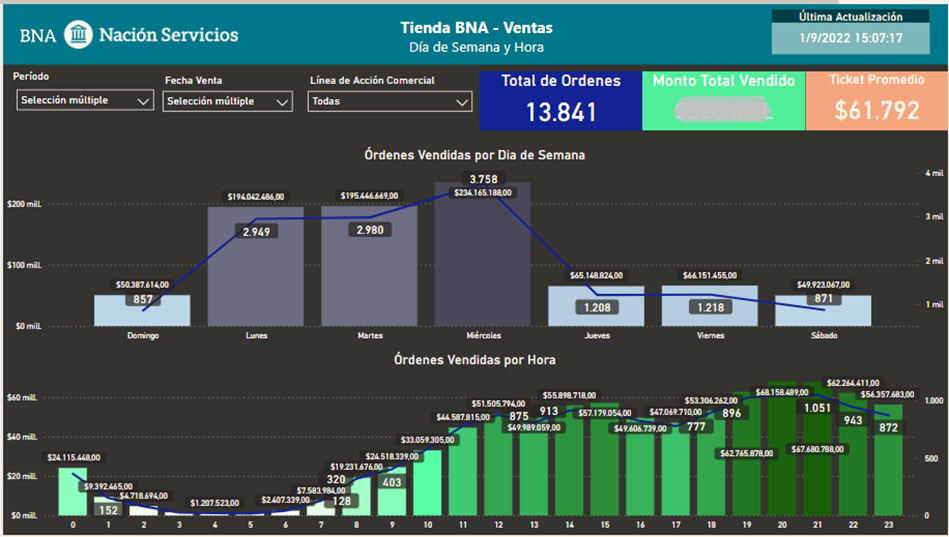 BNA Nación Servicios
Tienda BNA - Ventas
Día de Semana y Hora
Última Actualización
1/9/2022 15:07:17
Período
Selección múltiple
Fecha Venta
Selección múltiple
Línea de Acción Comercial
Todas
Total de Ordenes
13.841
Monto Total Vendido
Ticket Promedio
$61.792
Órdenes Vendidas por Dia de Semana
$200 mill.
$100 mill.
$0 mill.
4 mil
3 mil
2 mil
1 mil
$50.387.614,00
857
$194.042.486,00
2.949
$195.446.669,00
2.980
3.758
$234.165.188,00
$65.148.824,00
1.208
$66.151.455,00
1.218
$49.923.067,00
871
Domingo Lunes Martes Miércoles Jueves Viernes Sábado
Órdenes Vendidas por Hora
$60 mill.
$40 mill.
$20 mill.
$0 mill.
1.000
500
0
$24.115.448,00
$9.392.465,00
152
$4.718.694,00
$1.207.523,00
$2.407.339,00
$7.583.984,00
128
320
$19.231.676,00
$24.518.339,00
403
$33.059.305,00
$44.587.815,00
$51.505.794,00
875
$49.989.059,00
913
$55.898.718,00
$57.179.054,00
$49.606.739,00
$47.069.710,00
777
$53.306.262,00
896
$62.765.878,00
$68.158.489,00
1.051
$67.680.788,00
$62.264.411,00
943
$56.357.683,00
872
0 1 2 3 4 5 6 7 8 9 10 11 12 13 14 15 16 17 18 19 20 21 22 23